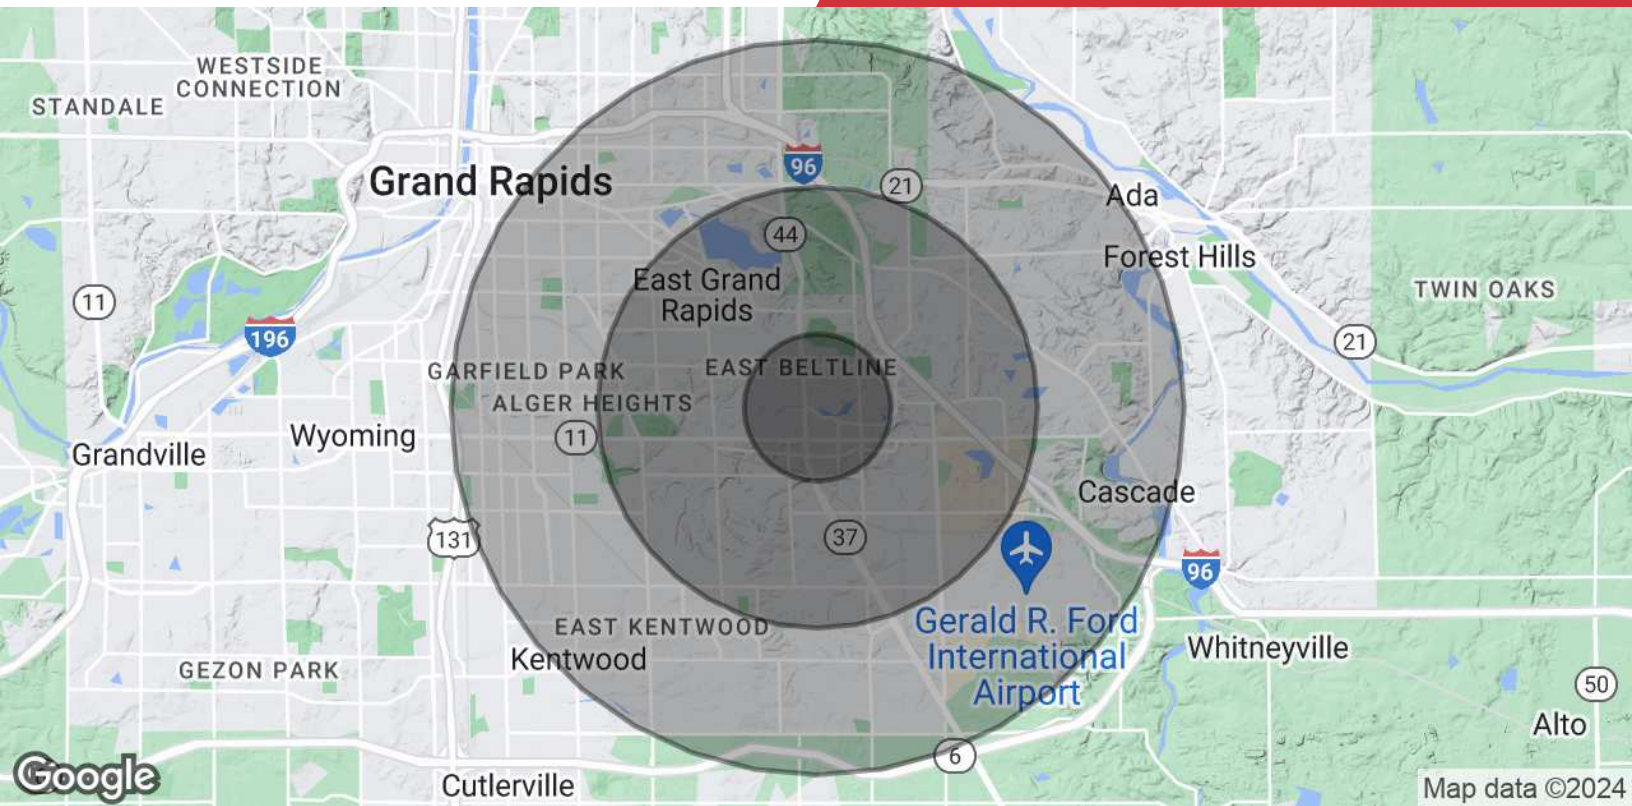 WESTSIDE
CONNECTION
STANDALE
Grand Rapids
96
21
Ada
44
Forest Hills
East Grand
Rapids
TWIN OAKS
11
196
21
GARFIELD PARK
EAST BELTLINE
ALGER HEIGHTS
11
Wyoming
Grandville
Cascade
131
37
96
Gerald R. Ford
International
Airport
EAST KENTWOOD
Kentwood
Whitneyville
GEZON PARK
50
Alto
6
Google
Cutlerville
Map data ©2024